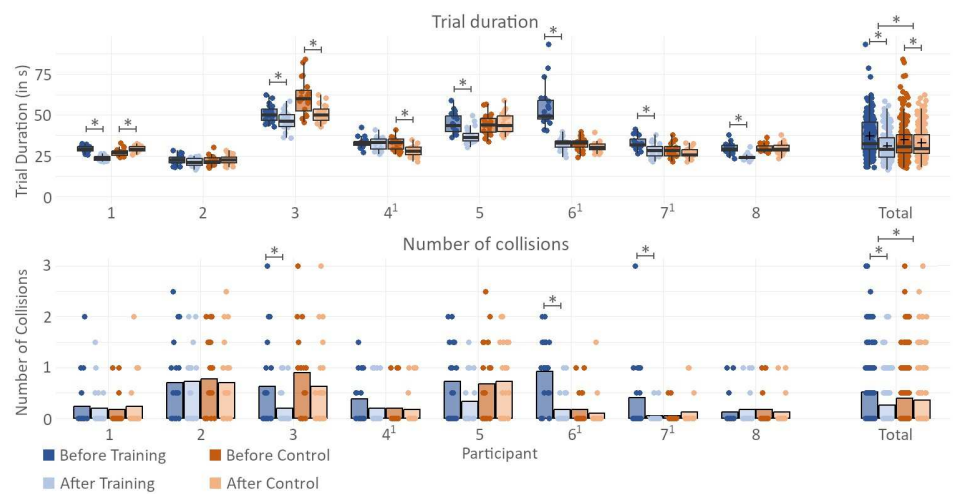 Trial duration
* * * * * * * * * * * *
Trial Duration (in s)
75
50
25
0
1 2 3 4¹ 5 6¹ 7¹ 8 Total
Number of collisions
* * * * *
Number of Collisions
3
2
1
0
1 2 3 4¹ 5 6¹ 7¹ 8 Total
Participant
Before Training Before Control
After Training After Control